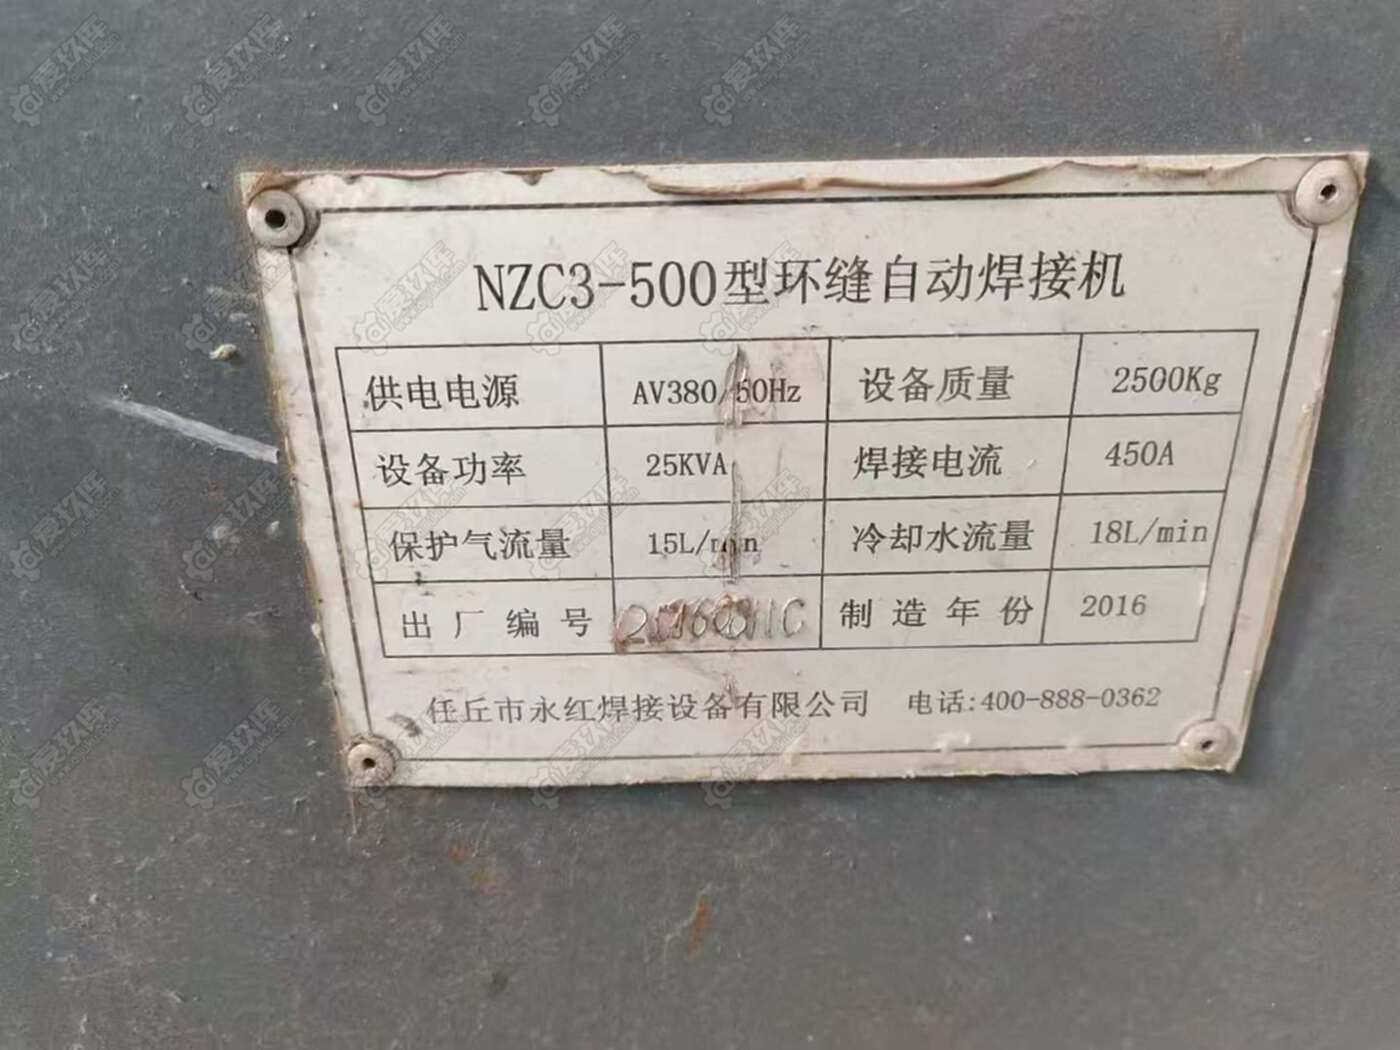 NZC3-500型环缝自动焊接机
供电电源 AV380/50Hz 设备质量 2500Kg
设备功率 25KVA 焊接电流 450A
保护气流量 15L/min 冷却水流量 18L/min
出厂编号 制造年份 2016
任丘市永红焊接设备有限公司 电话:400-888-0362